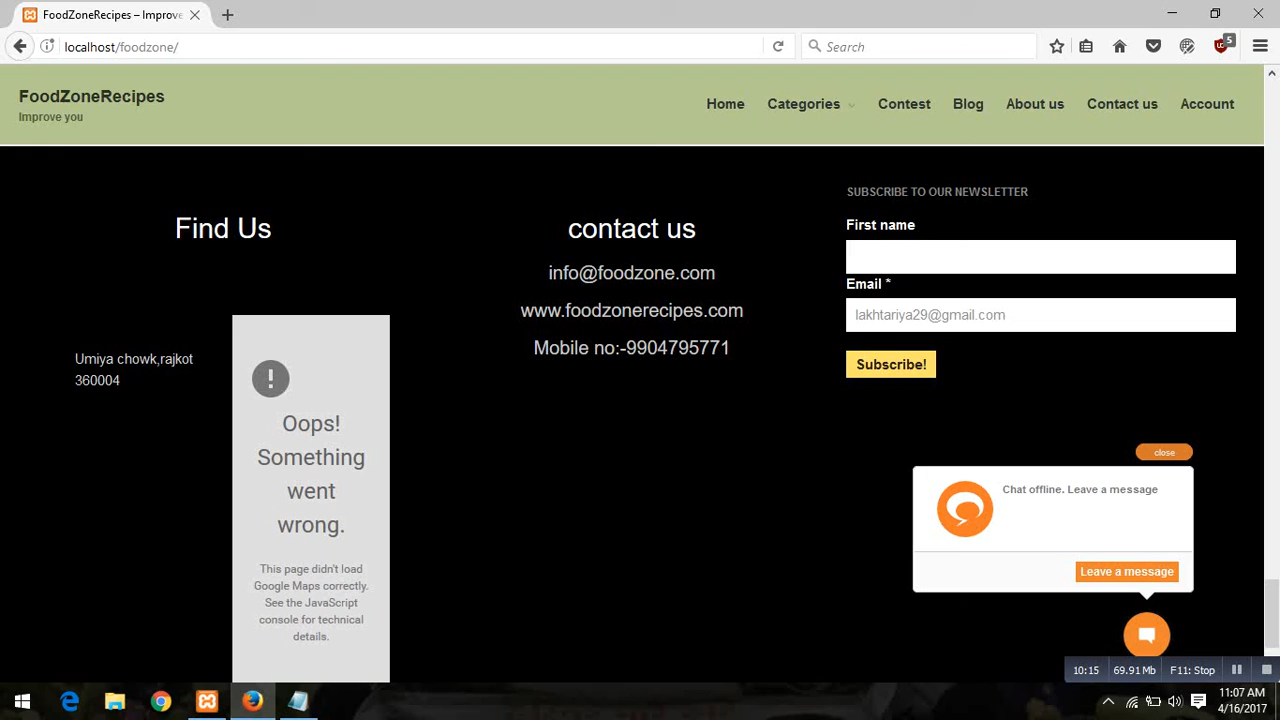 FoodZoneRecipes – Improve
localhost/foodzone/
Search
5
FoodZoneRecipes
Improve you
Home Categories Contest Blog About us Contact us Account
SUBSCRIBE TO OUR NEWSLETTER
Find Us
contact us
First name
info@foodzone.com
Email *
www.foodzonerecipes.com
lakhtariya29@gmail.com
Mobile no:-9904795771
Umiya chowk,rajkot
360004
Subscribe!
Oops!
Something
went
wrong.
This page didn't load
Google Maps correctly.
See the JavaScript
console for technical
details.
close
Chat offline. Leave a message
Leave a message
10:15 69.91 Mb F11: Stop
11:07 AM
4/16/2017